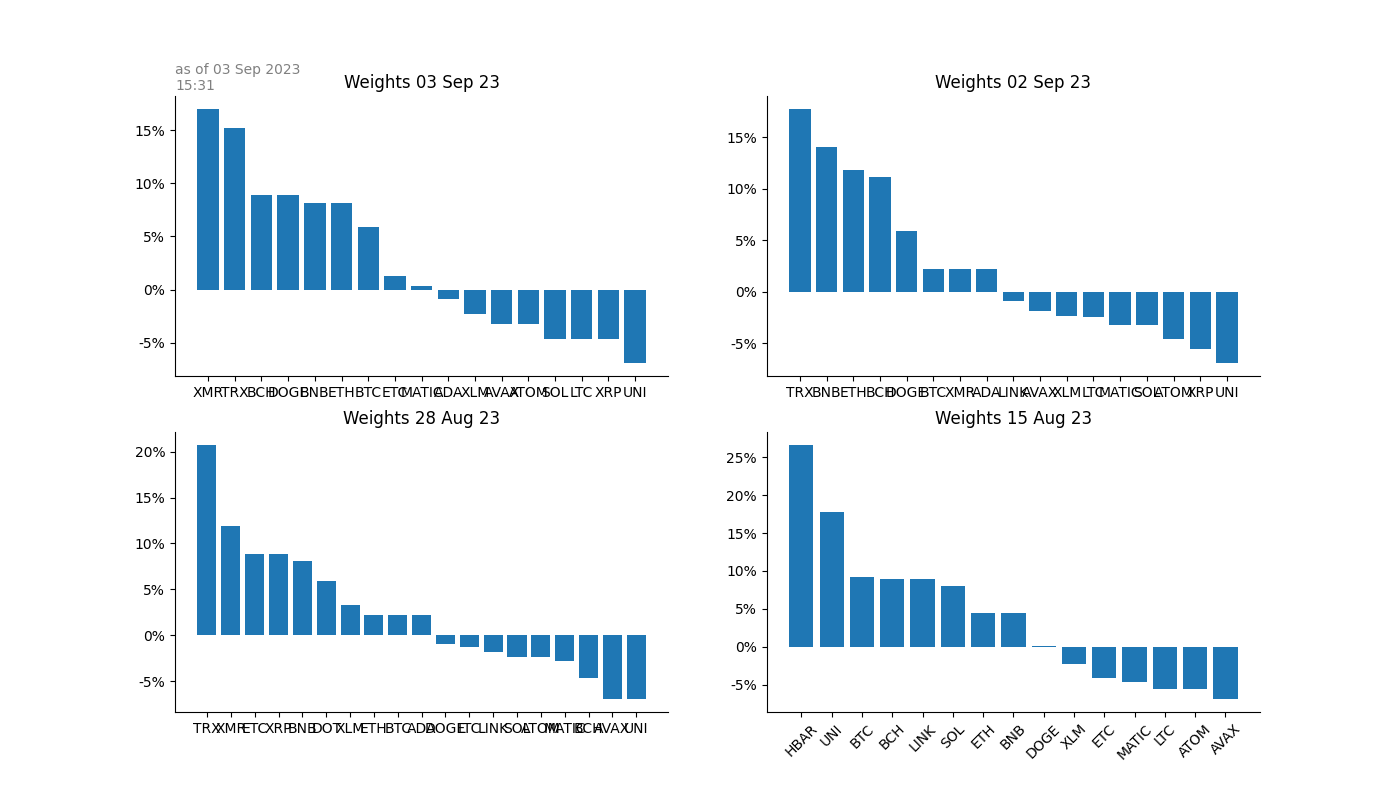 as of 03 Sep 2023
15:31
Weights 03 Sep 23
15%
10%
5%
0%
-5%
XMR TRX BCH DOGE BNB ETH BTC ETC MATIC ADA XLM AVAX ATOM SOL LTC XRP UNI
Weights 02 Sep 23
15%
10%
5%
0%
-5%
TRX BNB ETH BCH DOGE BTC XMR ADA LINK AVAX XLM LTC MATIC SOL ATOM XRP UNI
Weights 28 Aug 23
20%
15%
10%
5%
0%
-5%
TRX XMR ETC XRP BNB DOT XLM ETH BTC ADA DOGE LTC LINK SOL ATOM MATIC BCH AVAX UNI
Weights 15 Aug 23
25%
20%
15%
10%
5%
0%
-5%
HBAR UNI BTC BCH LINK SOL ETH BNB DOGE XLM ETC MATIC LTC ATOM AVAX